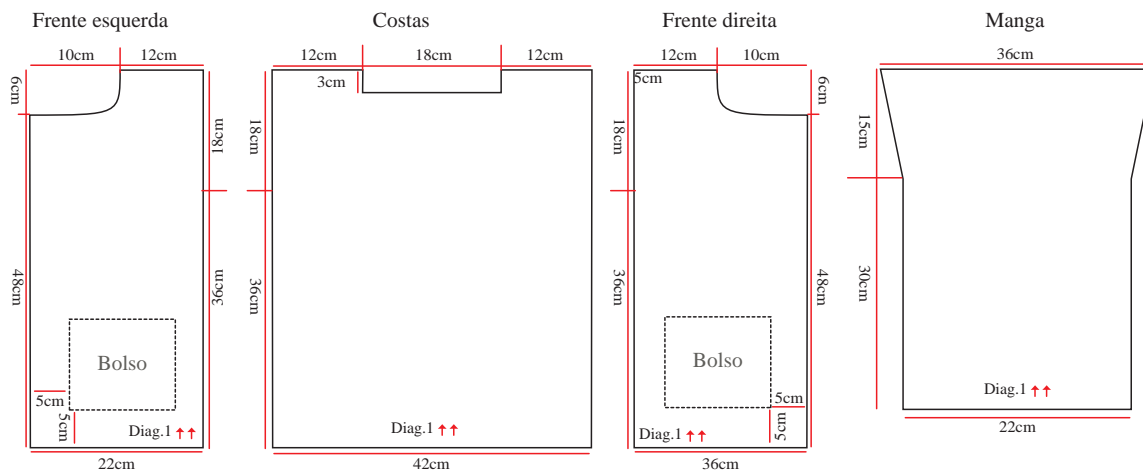 Frente esquerda
10cm
12cm
6cm
18cm
48cm
36cm
Bolso
5cm
5cm
Diag.1
22cm
Costas
12cm
18cm
12cm
3cm
18cm
36cm
Diag.1
42cm
Frente direita
12cm
10cm
5cm
6cm
18cm
36cm
48cm
Bolso
5cm
5cm
Diag.1
36cm
Manga
36cm
15cm
30cm
Diag.1
22cm